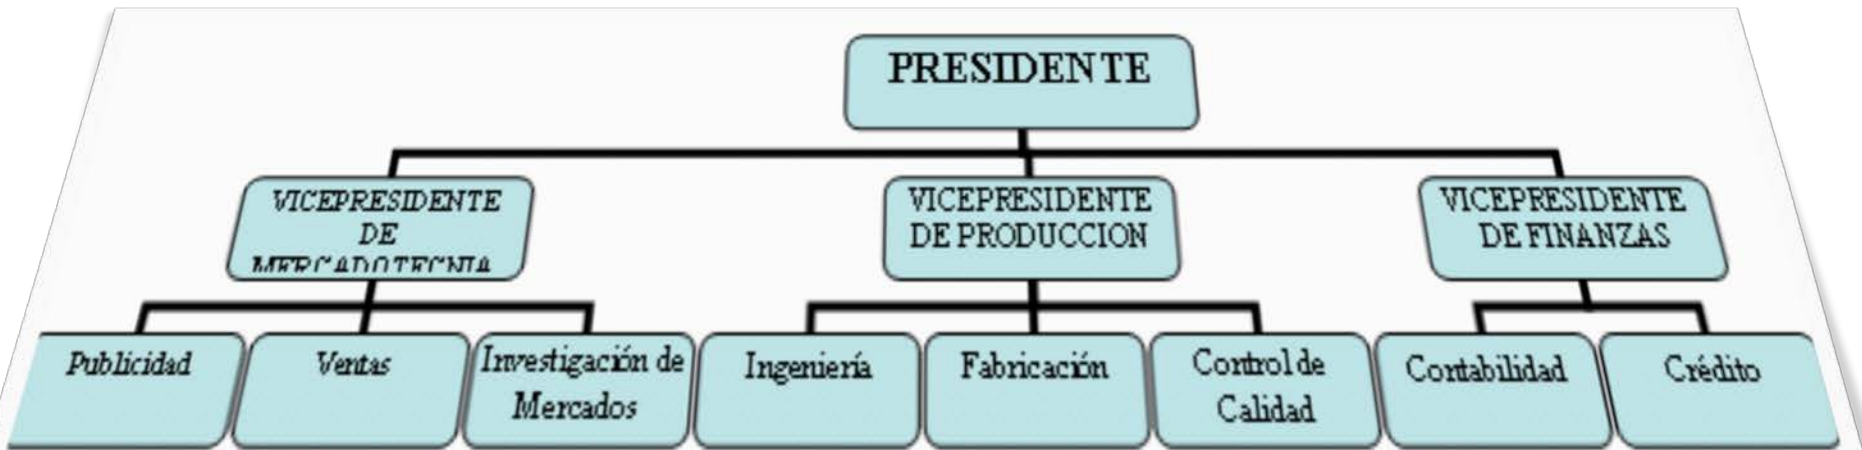 PRESIDENTE
VICEPRESIDENTE
DE
MERCADOTECNIA
VICEPRESIDENTE
DE PRODUCCION
VICEPRESIDENTE
DE FINANZAS
Publicidad
Ventas
Investigación de
Mercados
Ingeniería
Fabricación
Control de
Calidad
Contabilidad
Crédito